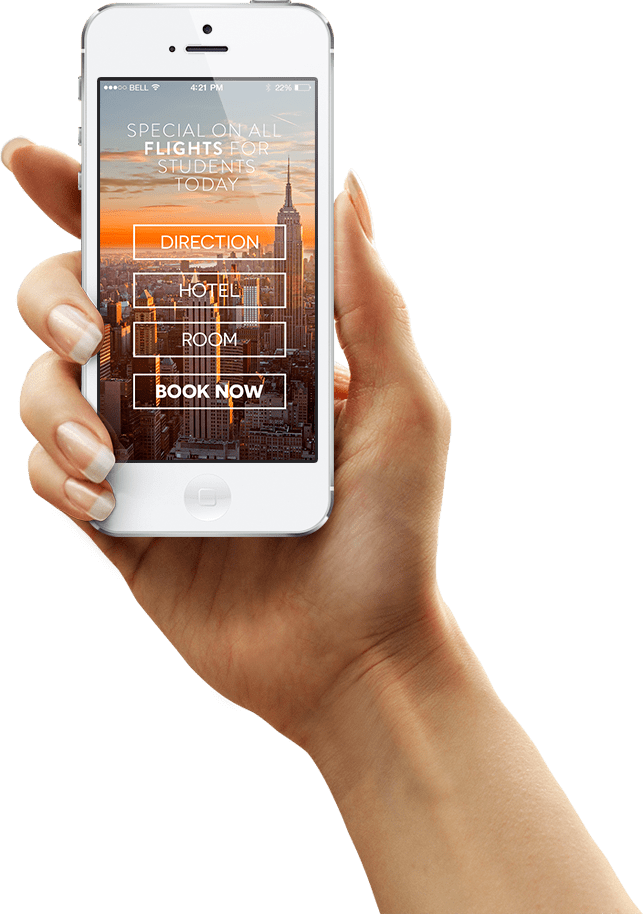 BELL 4:21 PM 22%
SPECIAL ON ALL
FLIGHTS FOR
STUDENTS
TODAY
DIRECTION
HOTEL
ROOM
BOOK NOW